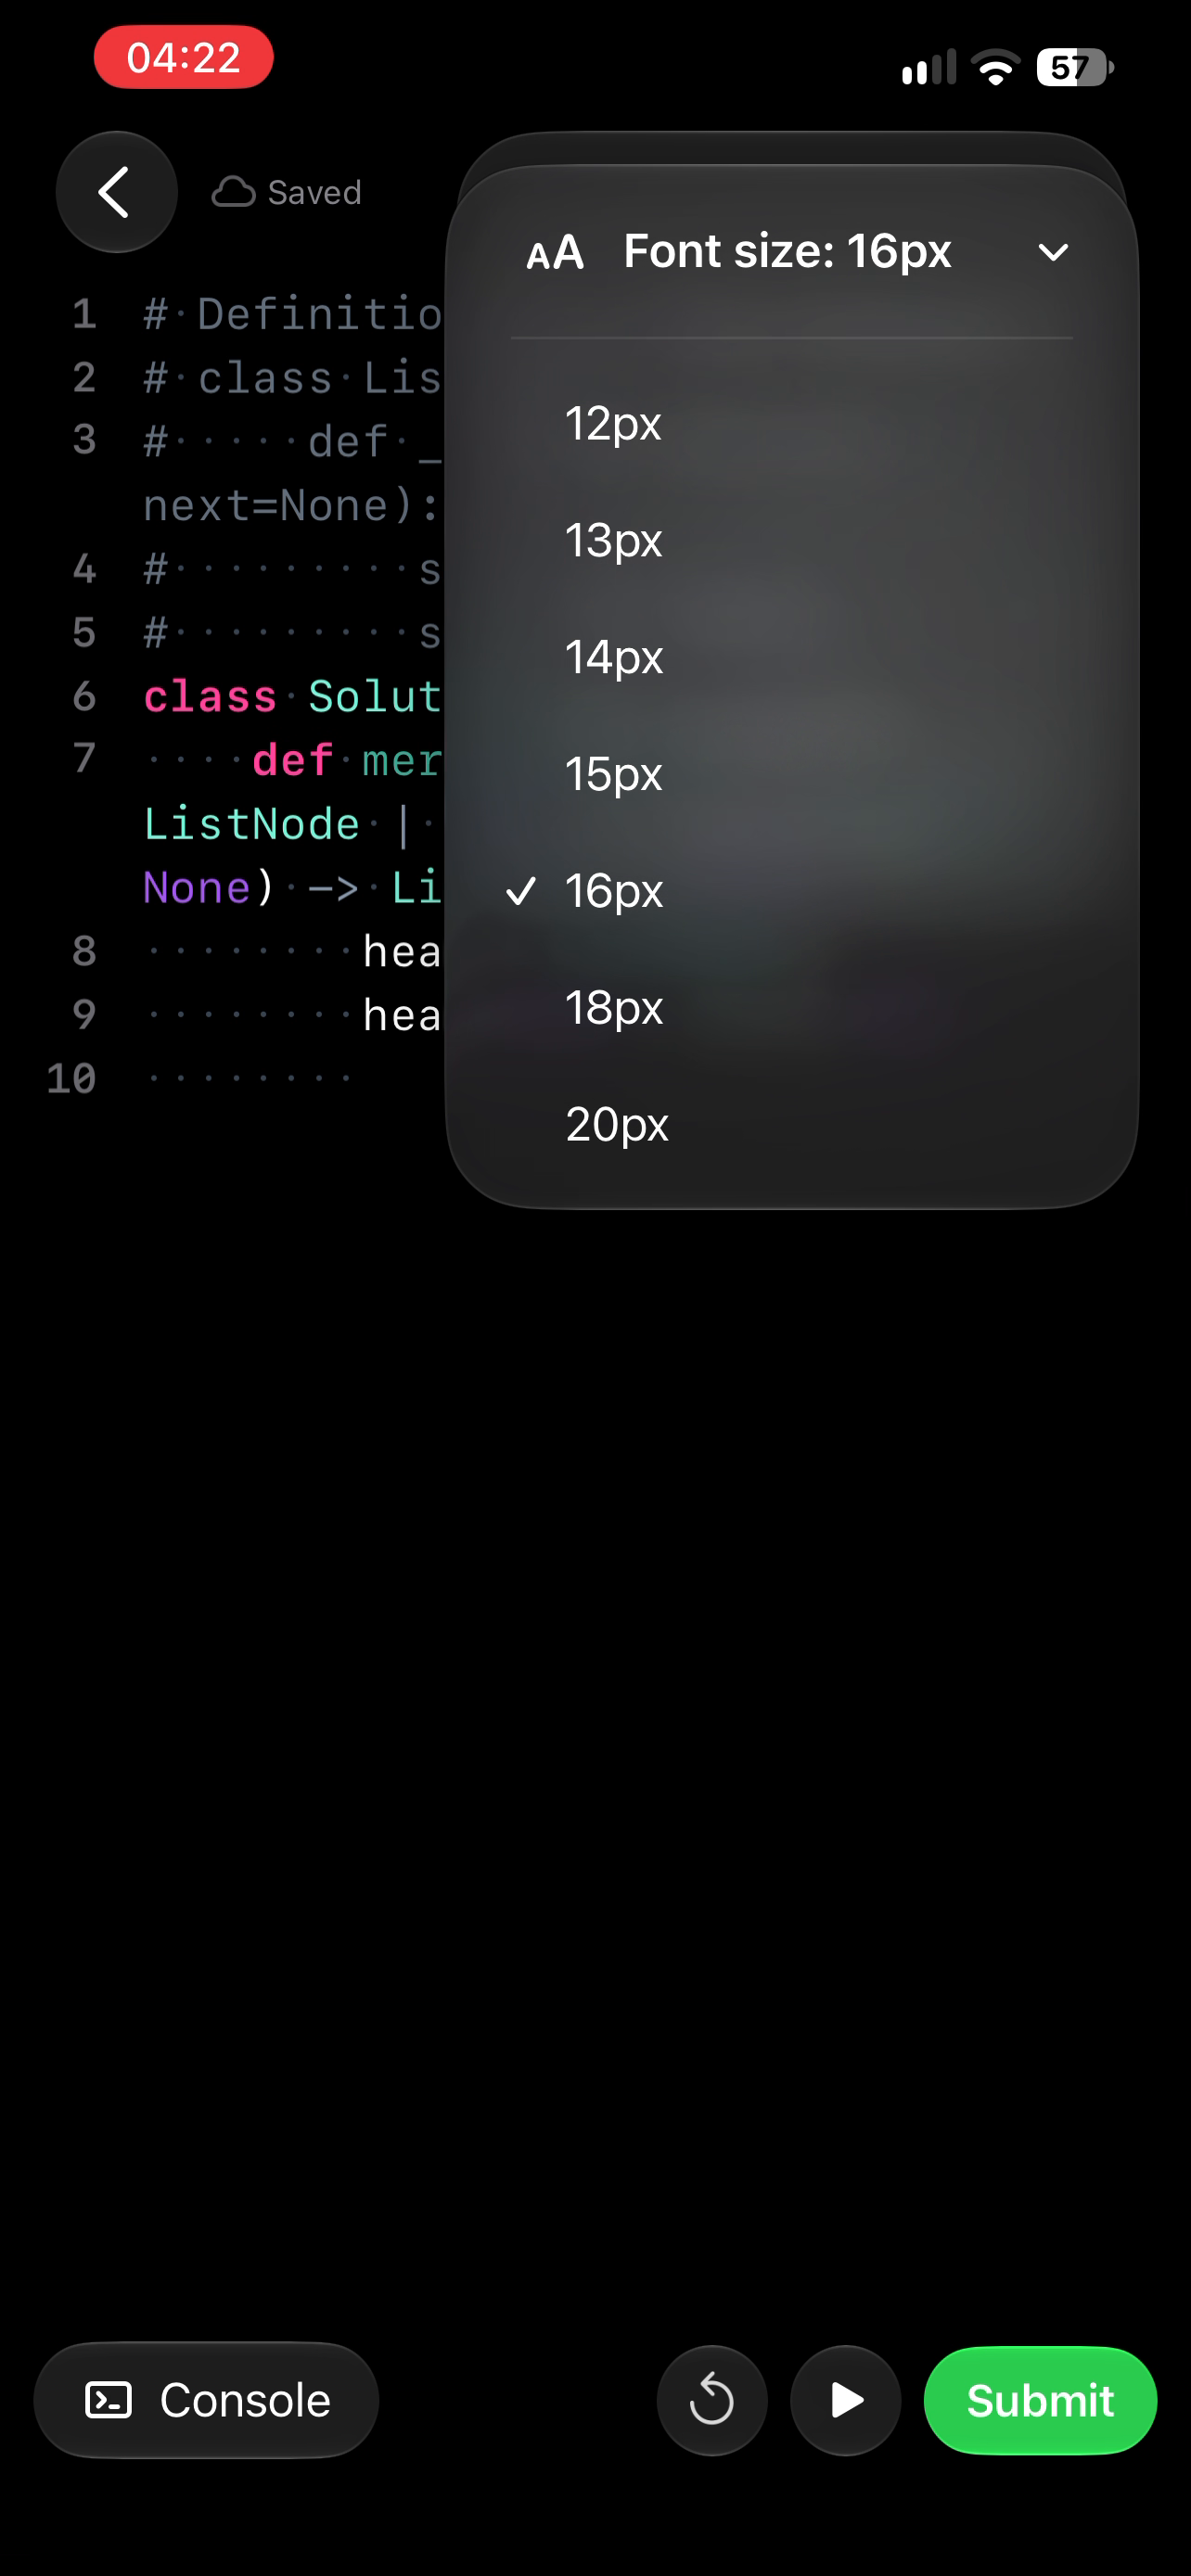 04:22
57
Saved
AA Font size: 16px
12px
13px
14px
15px
✓ 16px
18px
20px
1 # Definitio
2 # class Lis
3 #     def _
next=None):
4 #         s
5 #         s
6 class Solut
7     def mer
ListNode |
None) -> Li
8         hea
9         hea
10
Console
Submit